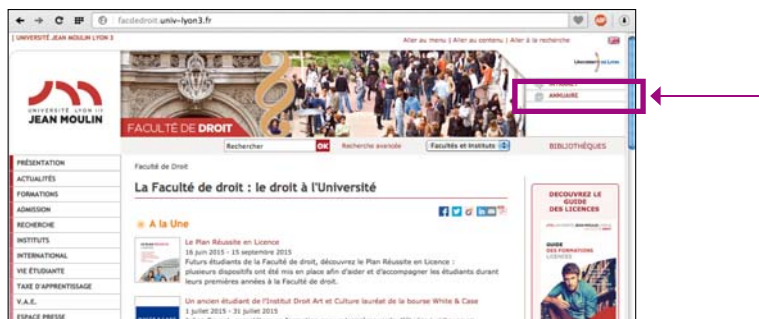 facdedroit.univ-lyon3.fr
| UNIVERSITÉ JEAN MOULIN LYON 3
Aller au menu | Aller au contenu | Aller à la recherche
UNIVERSITÉ DE LYON
INTRANET
ANNUAIRE
UNIVERSITÉ LYON III
JEAN MOULIN
FACULTÉ DE DROIT
Rechercher
OK
Recherche avancée
Facultés et Instituts
BIBLIOTHÈQUES
PRÉSENTATION
ACTUALITÉS
FORMATIONS
ADMISSION
RECHERCHE
INSTITUTS
INTERNATIONAL
VIE ÉTUDIANTE
TAXE D'APPRENTISSAGE
V.A.E.
ESPACE PRESSE
Faculté de Droit
La Faculté de droit : le droit à l'Université
A la Une
Le Plan Réussite en Licence
16 juin 2015 - 15 septembre 2015
Futurs étudiants de la Faculté de droit, découvrez le Plan Réussite en Licence :
plusieurs dispositifs ont été mis en place afin d'aider et d'accompagner les étudiants durant
leurs premières années à la Faculté de droit.
Un ancien étudiant de l'Institut Droit Art et Culture lauréat de la bourse White & Case
1 juillet 2015 - 31 juillet 2015
DECOUVREZ LE
GUIDE
DES LICENCES
GUIDE
DES FORMATIONS
LICENCES